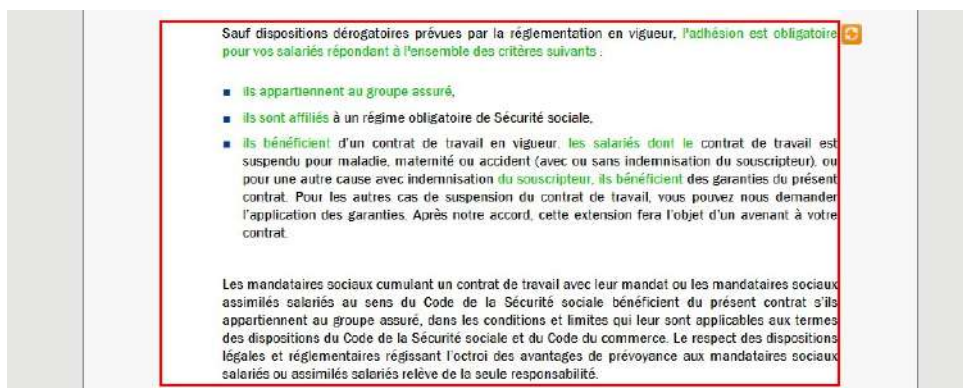 Sauf dispositions dérogatoires prévues par la réglementation en vigueur, l'adhésion est obligatoire
pour vos salariés répondant à l'ensemble des critères suivants :
ils appartiennent au groupe assuré,
ils sont affiliés à un régime obligatoire de Sécurité sociale,
ils bénéficient d'un contrat de travail en vigueur, les salariés dont le contrat de travail est
suspendu pour maladie, maternité ou accident (avec ou sans indemnisation du souscripteur), ou
pour une autre cause avec indemnisation du souscripteur, ils bénéficient des garanties du présent
contrat. Pour les autres cas de suspension du contrat de travail, vous pouvez nous demander
l'application des garanties. Après notre accord, cette extension fera l'objet d'un avenant à votre
contrat.
Les mandataires sociaux cumulant un contrat de travail avec leur mandat ou les mandataires sociaux
assimilés salariés au sens du Code de la Sécurité sociale bénéficient du présent contrat s'ils
appartiennent au groupe assuré, dans les conditions et limites qui leur sont applicables aux termes
des dispositions du Code de la Sécurité sociale et du Code du commerce. Le respect des dispositions
légales et réglementaires régissant l'octroi des avantages de prévoyance aux mandataires sociaux
salariés ou assimilés salariés relève de la seule responsabilité.